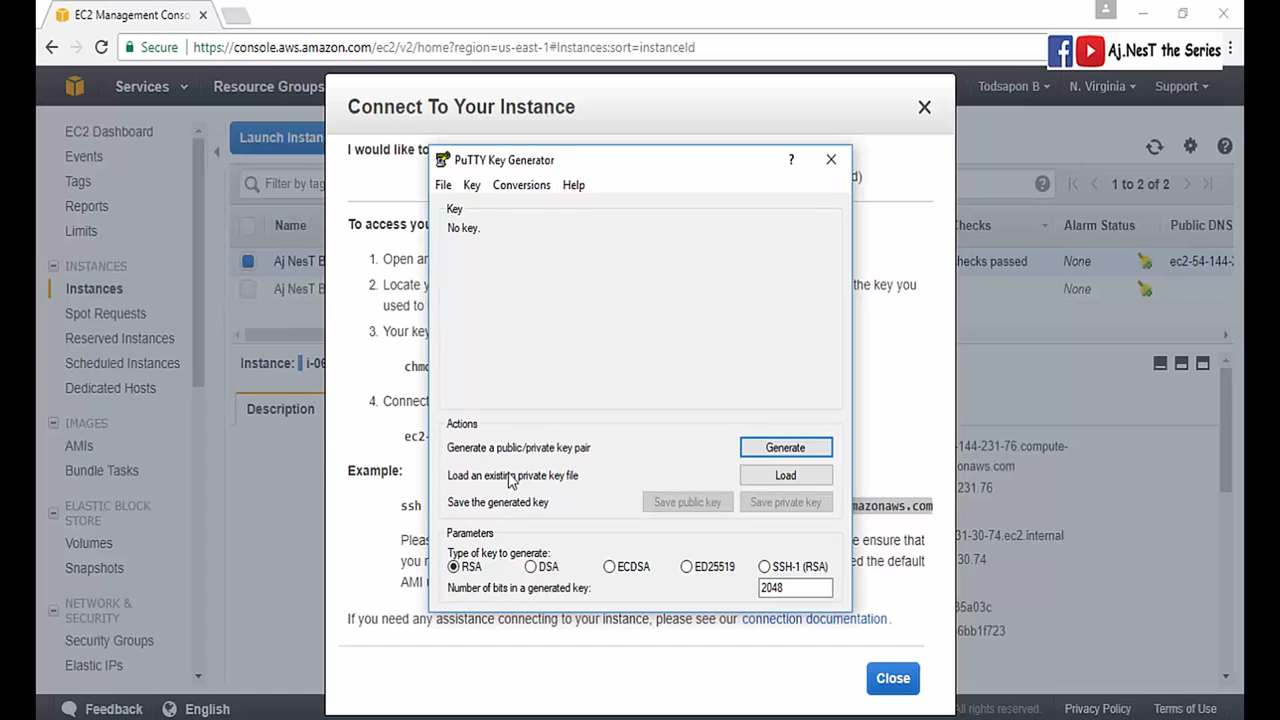 EC2 Management Conso
Secure
https://console.aws.amazon.com/ec2/v2/home?region=us-east-1#Instances:sort=instanceId
Aj.NesT the Series
Services
Resource Groups
Todsapon B
N. Virginia
Support
EC2 Dashboard
Events
Tags
Reports
Limits
INSTANCES
Instances
Spot Requests
Reserved Instances
Scheduled Instances
Dedicated Hosts
IMAGES
AMIs
Bundle Tasks
ELASTIC BLOCK
STORE
Volumes
Snapshots
NETWORK &
SECURITY
Security Groups
Elastic IPs
Launch Instan
Filter by tag
1 to 2 of 2
Name
Checks
Alarm Status
Public DNS
Aj NesT B
checks passed
None
ec2-54-144-2
Aj NesT B
None
Instance:
i-06
Description
144-231-76.compute-
nazonaws.com
231.76
31-30-74.ec2.internal
30.74
85a03c
6bb1f723
Connect To Your Instance
I would like to
d)
To access you
1. Open an
2. Locate y
the key you
used to
3. Your key
chmo
4. Connect
ec2-
Example:
ssh
mazonaws.com
Pleas
e ensure that
you n
ed the default
AMI
If you need any assistance connecting to your instance, please see our connection documentation.
Close
PuTTY Key Generator
?
File
Key
Conversions
Help
Key
No key.
Actions
Generate a public/private key pair
Generate
Load an existing private key file
Load
Save the generated key
Save public key
Save private key
Parameters
Type of key to generate:
RSA
DSA
ECDSA
ED25519
SSH-1 (RSA)
Number of bits in a generated key:
2048
Feedback
English
All rights reserved.
Privacy Policy
Terms of Use